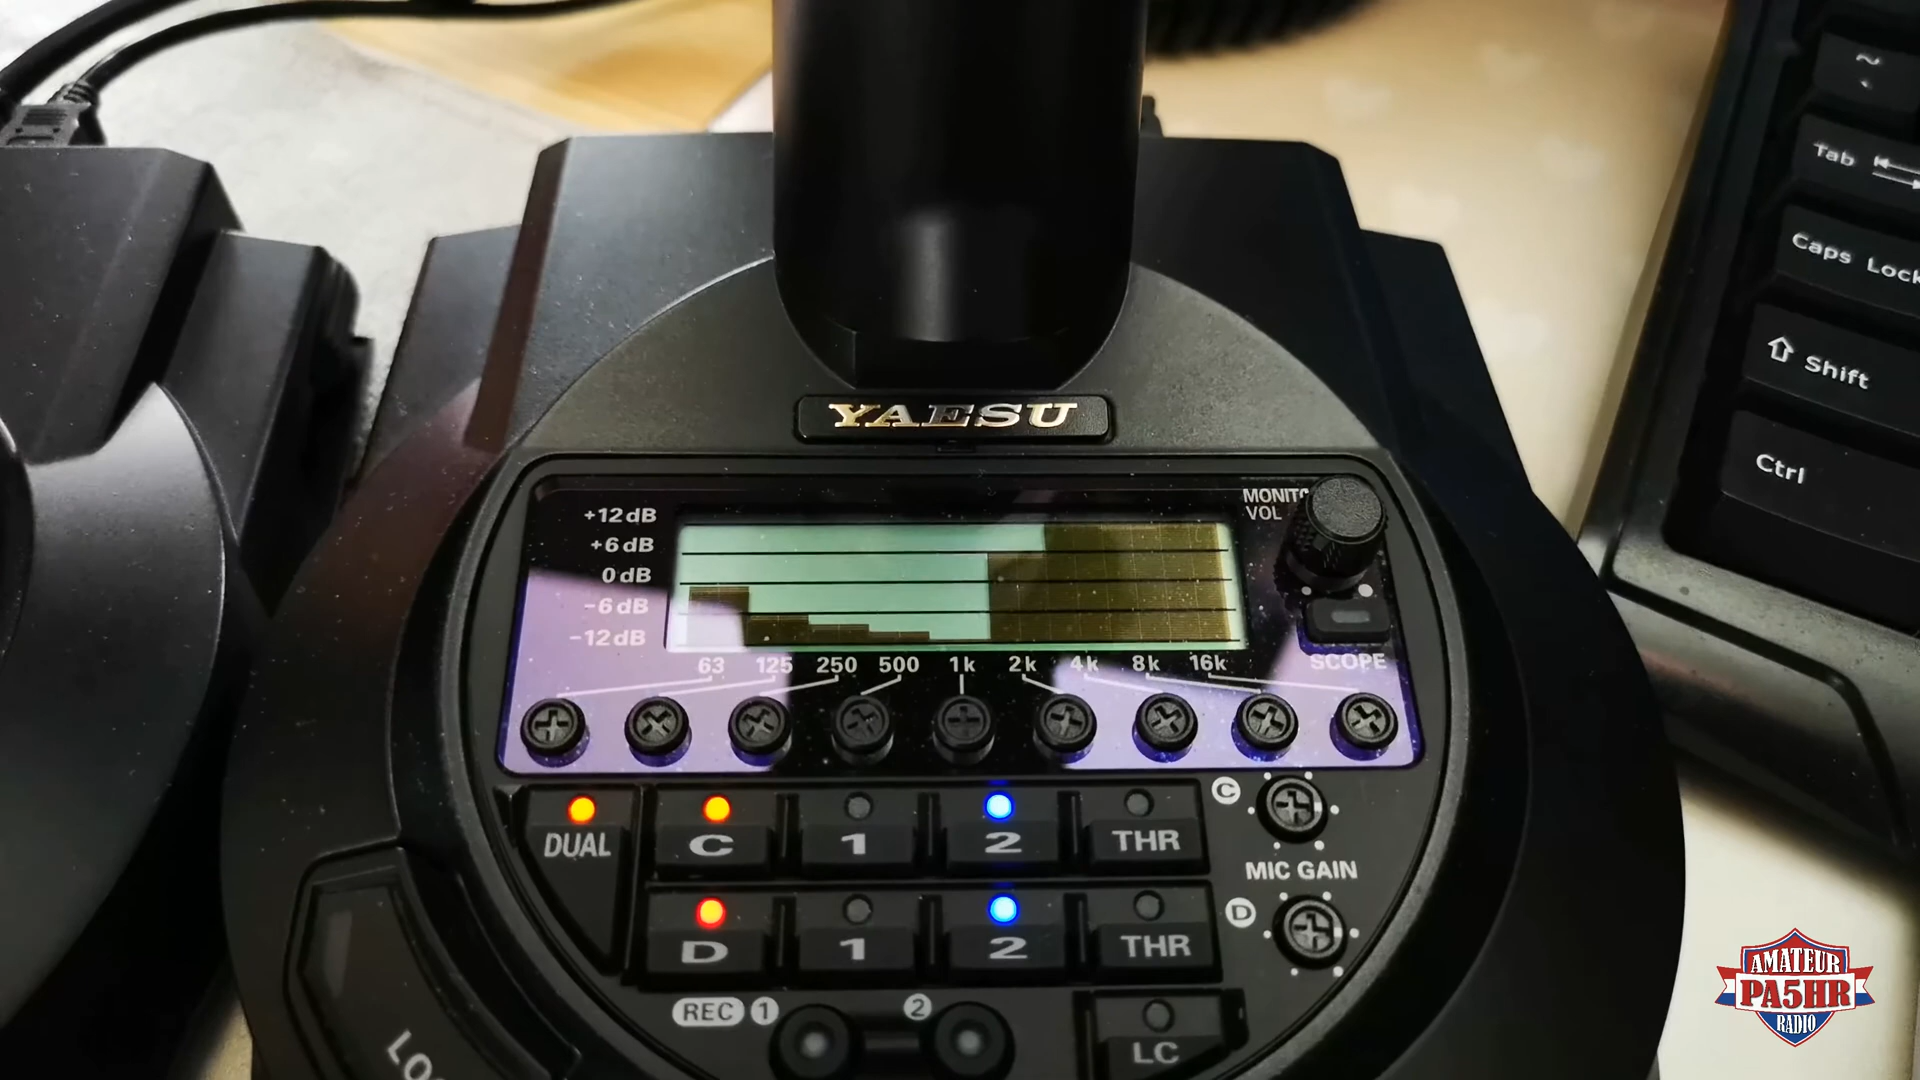 ~
`
Tab
Caps Lock
Shift
Ctrl
YAESU
MONITO
VOL
+12dB
+6dB
0dB
-6dB
-12dB
63 125 250 500 1k 2k 4k 8k 16k
SCOPE
DUAL C 1 2 THR
C
MIC GAIN
D
D 1 2 THR
REC 1 2
LC
LO
AMATEUR
PA5HR
RADIO